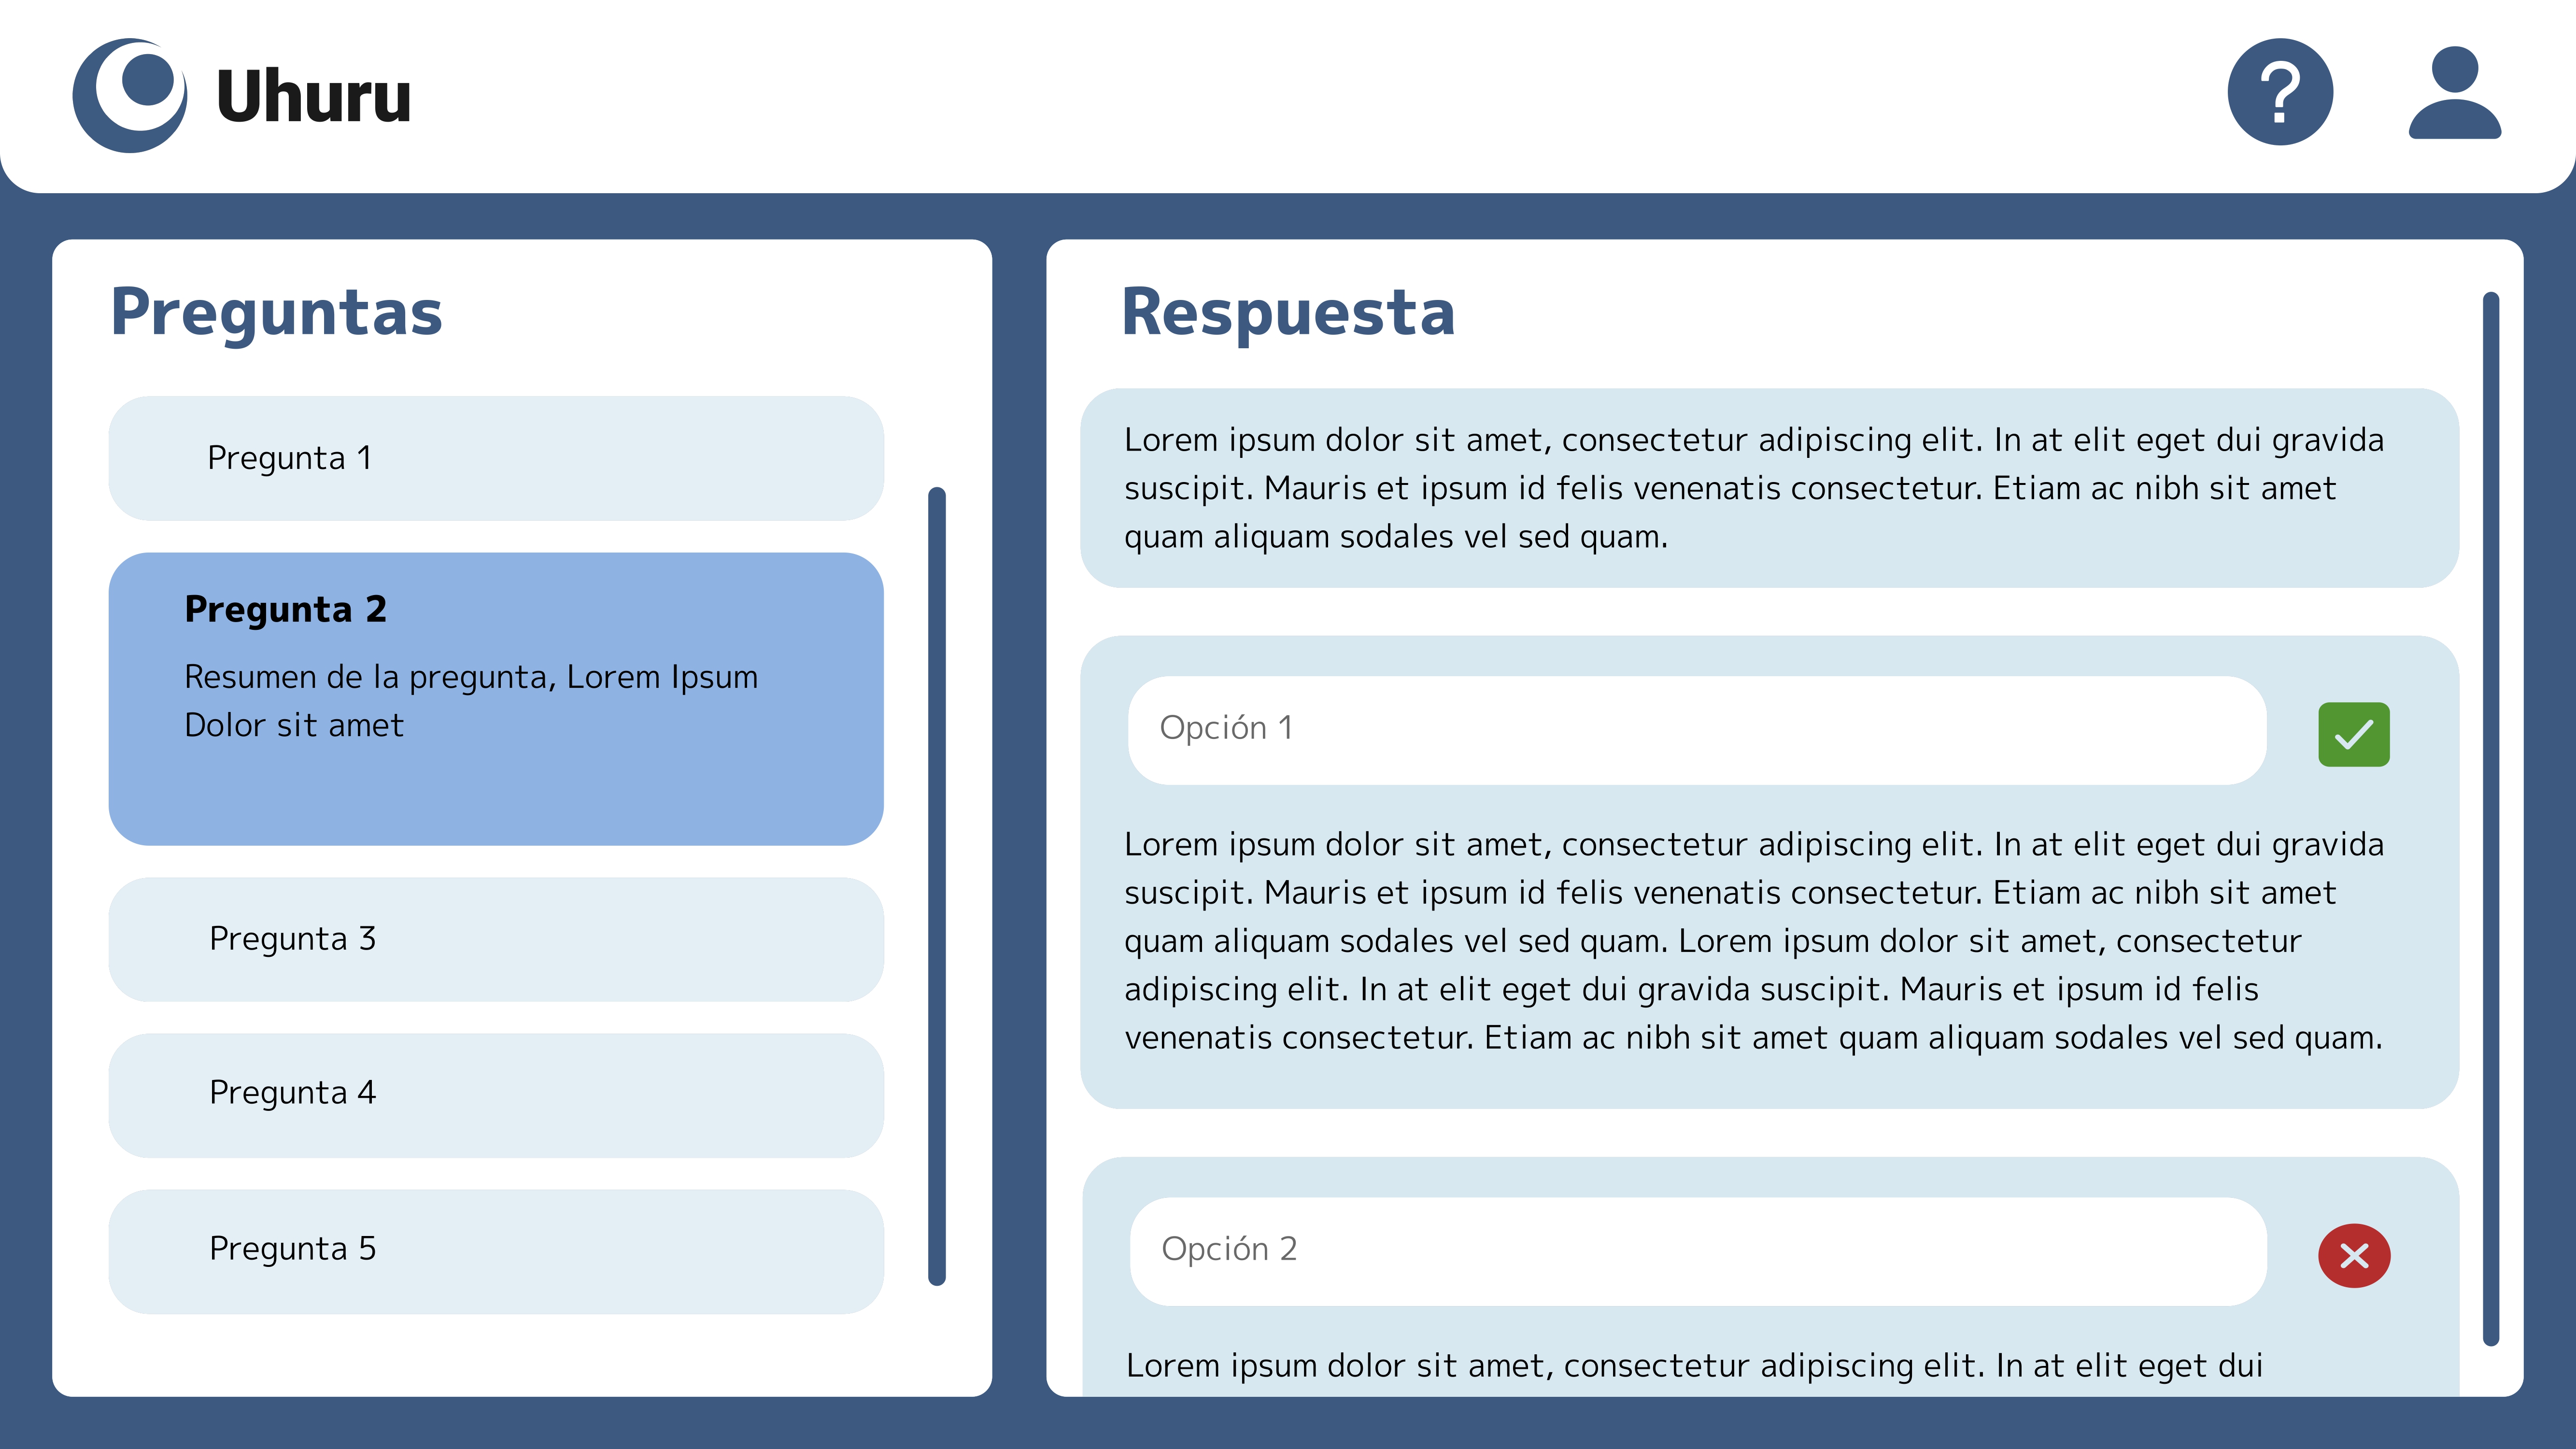 Uhuru
?
Preguntas
Pregunta 1
Pregunta 2
Resumen de la pregunta, Lorem Ipsum
Dolor sit amet
Pregunta 3
Pregunta 4
Pregunta 5
Respuesta
Lorem ipsum dolor sit amet, consectetur adipiscing elit. In at elit eget dui gravida
suscipit. Mauris et ipsum id felis venenatis consectetur. Etiam ac nibh sit amet
quam aliquam sodales vel sed quam.
Opción 1
Lorem ipsum dolor sit amet, consectetur adipiscing elit. In at elit eget dui gravida
suscipit. Mauris et ipsum id felis venenatis consectetur. Etiam ac nibh sit amet
quam aliquam sodales vel sed quam. Lorem ipsum dolor sit amet, consectetur
adipiscing elit. In at elit eget dui gravida suscipit. Mauris et ipsum id felis
venenatis consectetur. Etiam ac nibh sit amet quam aliquam sodales vel sed quam.
Opción 2
Lorem ipsum dolor sit amet, consectetur adipiscing elit. In at elit eget dui